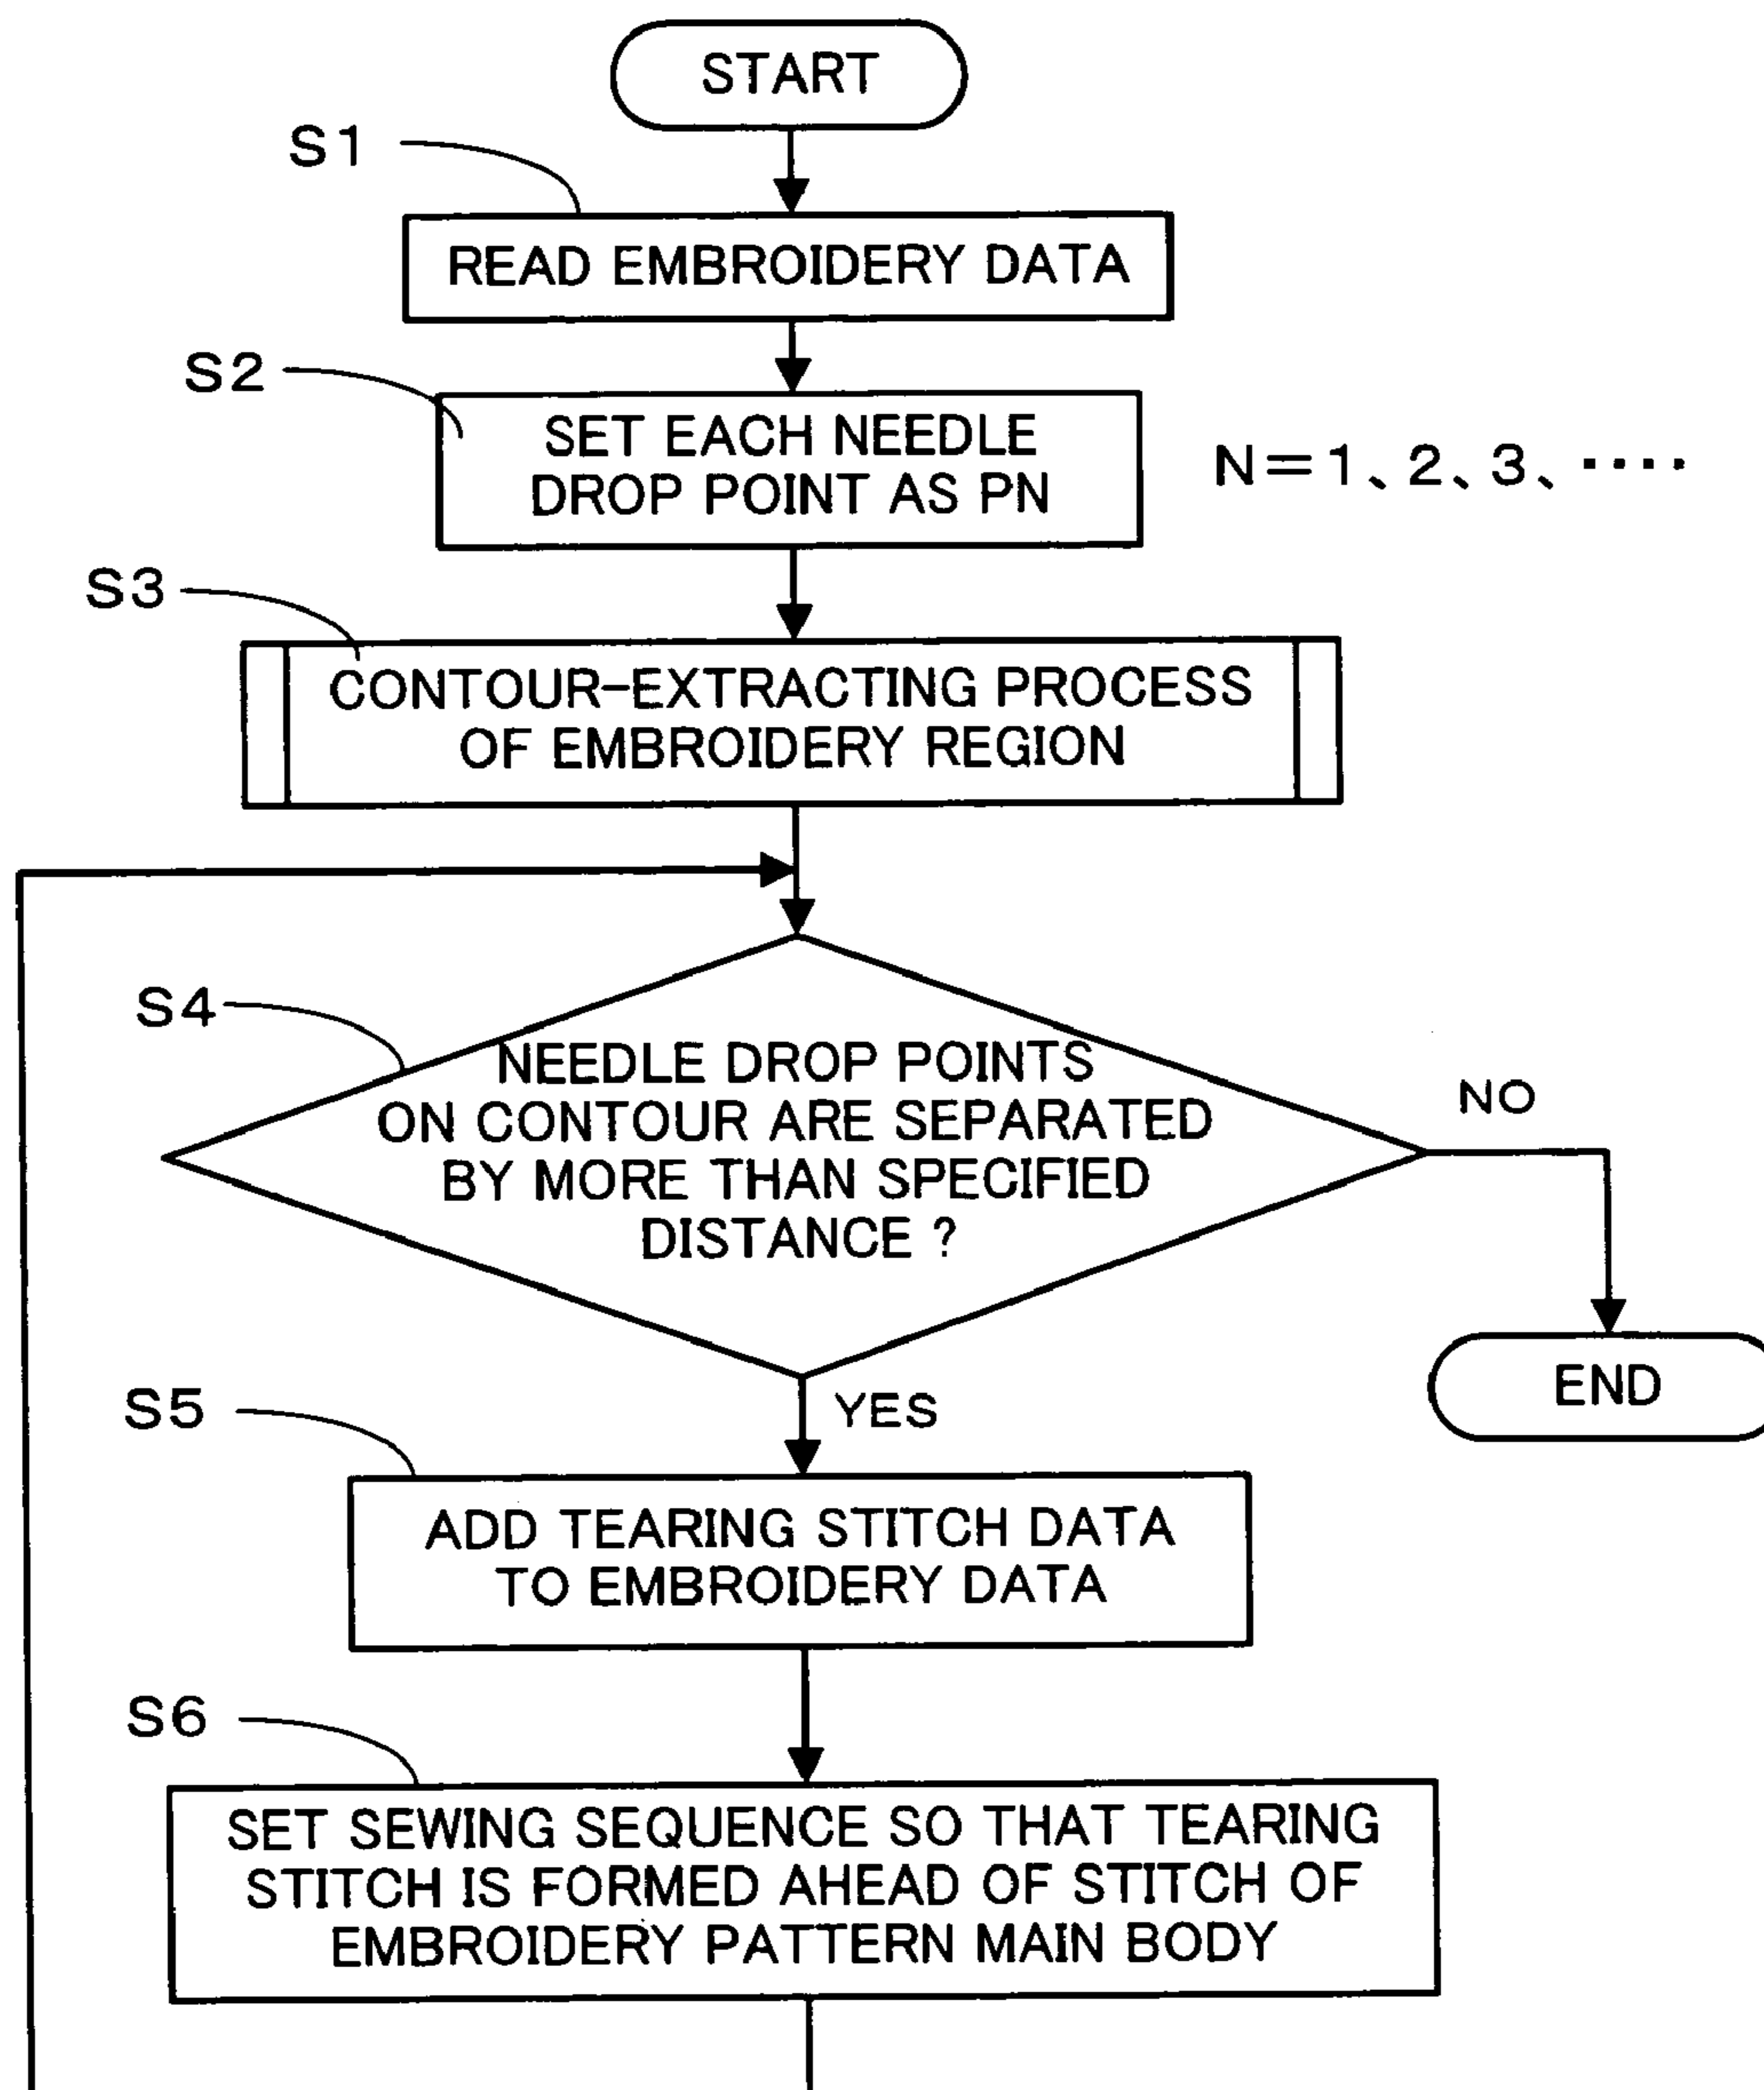 START
S1
READ EMBROIDERY DATA
S2
SET EACH NEEDLE
DROP POINT AS PN
N=1、2、3、····
S3
CONTOUR-EXTRACTING PROCESS
OF EMBROIDERY REGION
S4
NEEDLE DROP POINTS
ON CONTOUR ARE SEPARATED
BY MORE THAN SPECIFIED
DISTANCE ?
NO
END
YES
S5
ADD TEARING STITCH DATA
TO EMBROIDERY DATA
S6
SET SEWING SEQUENCE SO THAT TEARING
STITCH IS FORMED AHEAD OF STITCH OF
EMBROIDERY PATTERN MAIN BODY